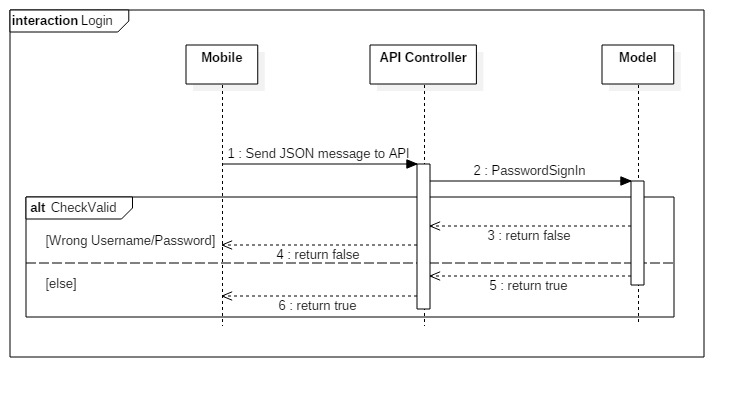 interaction Login
Mobile
API Controller
Model
1 : Send JSON message to API
2 : PasswordSignIn
alt CheckValid
3 : return false
[Wrong Username/Password]
4 : return false
[else]
5 : return true
6 : return true